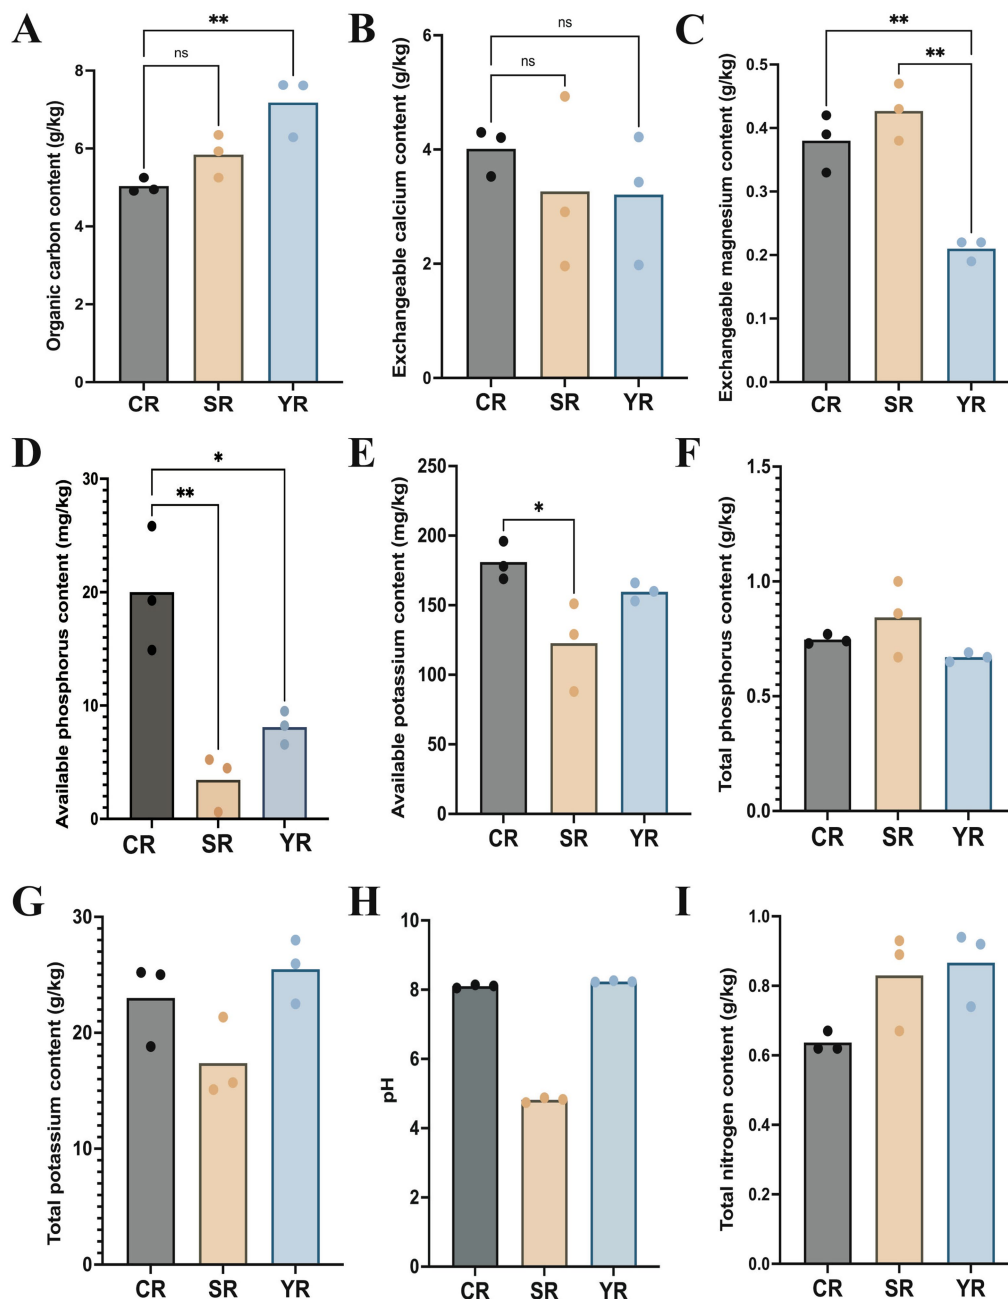 A
Organic carbon content (g/kg)
**
ns
8
6
4
2
0
CR SR YR
B
Exchangeable calcium content (g/kg)
ns
ns
6
4
2
0
CR SR YR
C
Exchangeable magnesium content (g/kg)
**
**
0.5
0.4
0.3
0.2
0.1
0.0
CR SR YR
D
Available phosphorus content (mg/kg)
*
**
30
20
10
0
CR SR YR
E
Available potassium content (mg/kg)
*
250
200
150
100
50
0
CR SR YR
F
Total phosphorus content (g/kg)
1.5
1.0
0.5
0.0
CR SR YR
G
Total potassium content (g/kg)
30
20
10
0
CR SR YR
H
pH
10
8
6
4
2
0
CR SR YR
I
Total nitrogen content (g/kg)
1.0
0.8
0.6
0.4
0.2
0.0
CR SR YR